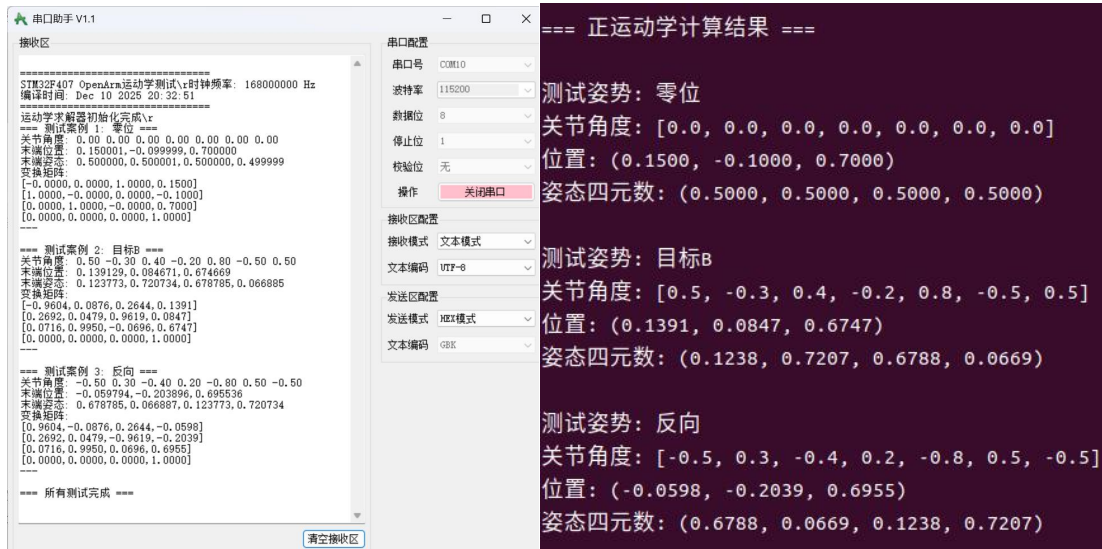 串口助手 V1.1
接收区
==================================
STM32F407 OpenArm运动学测试\r时钟频率: 168000000 Hz
编译时间: Dec 10 2025 20:32:51
==================================
运动学求解器初始化完成\r
=== 测试案例 1: 零位 ===
关节角度: 0.00 0.00 0.00 0.00 0.00 0.00 0.00
末端位置: 0.150001,-0.099999,0.700000
末端姿态: 0.500000,0.500001,0.500000,0.499999
变换矩阵:
[-0.0000,0.0000,1.0000,0.1500]
[1.0000,-0.0000,0.0000,-0.1000]
[0.0000,1.0000,-0.0000,0.7000]
[0.0000,0.0000,0.0000,1.0000]
---
=== 测试案例 2: 目标B ===
关节角度: 0.50 -0.30 0.40 -0.20 0.80 -0.50 0.50
末端位置: 0.139129,0.084671,0.674669
末端姿态: 0.123773,0.720734,0.678785,0.066885
变换矩阵:
[-0.9604,0.0876,0.2644,0.1391]
[0.2692,0.0479,0.9619,0.0847]
[0.0716,0.9950,-0.0696,0.6747]
[0.0000,0.0000,0.0000,1.0000]
---
=== 测试案例 3: 反向 ===
关节角度: -0.50 0.30 -0.40 0.20 -0.80 0.50 -0.50
末端位置: -0.059794,-0.203896,0.695536
末端姿态: 0.678785,0.066887,0.123773,0.720734
变换矩阵:
[0.9604,-0.0876,0.2644,-0.0598]
[0.2692,0.0479,-0.9619,-0.2039]
[0.0716,0.9950,0.0696,0.6955]
[0.0000,0.0000,0.0000,1.0000]
---
=== 所有测试完成 ===
清空接收区
串口配置
串口号 COM10
波特率 115200
数据位 8
停止位 1
校验位 无
操作 关闭串口
接收区配置
接收模式 文本模式
文本编码 UTF-8
发送区配置
发送模式 HEX模式
文本编码 GBK
=== 正运动学计算结果 ===
测试姿势: 零位
关节角度: [0.0, 0.0, 0.0, 0.0, 0.0, 0.0, 0.0]
位置: (0.1500, -0.1000, 0.7000)
姿态四元数: (0.5000, 0.5000, 0.5000, 0.5000)
测试姿势: 目标B
关节角度: [0.5, -0.3, 0.4, -0.2, 0.8, -0.5, 0.5]
位置: (0.1391, 0.0847, 0.6747)
姿态四元数: (0.1238, 0.7207, 0.6788, 0.0669)
测试姿势: 反向
关节角度: [-0.5, 0.3, -0.4, 0.2, -0.8, 0.5, -0.5]
位置: (-0.0598, -0.2039, 0.6955)
姿态四元数: (0.6788, 0.0669, 0.1238, 0.7207)